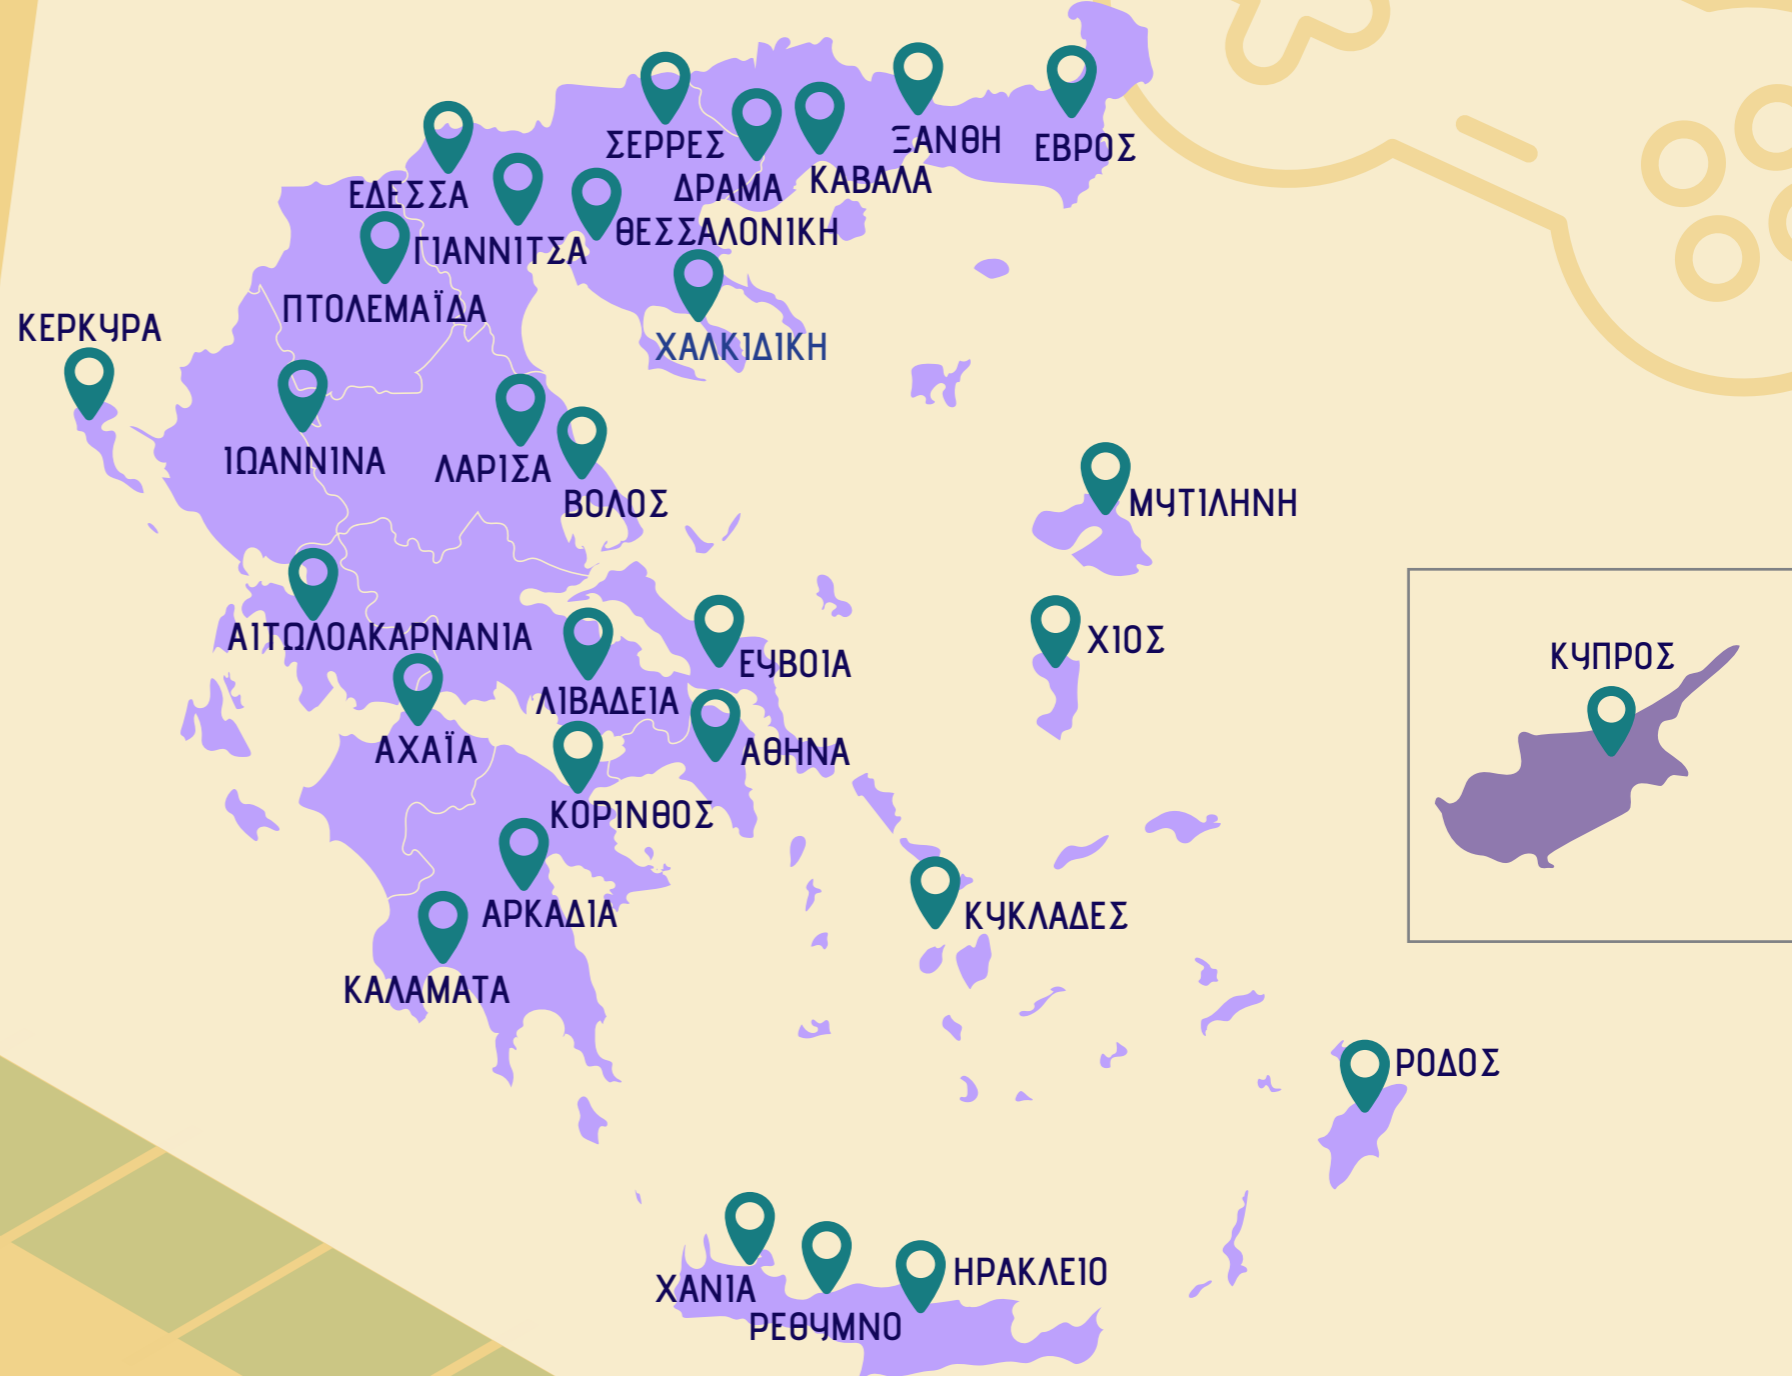 ΣΕΡΡΕΣ
ΞΑΝΘΗ
ΕΒΡΟΣ
ΔΡΑΜΑ
ΚΑΒΑΛΑ
ΕΔΕΣΣΑ
ΘΕΣΣΑΛΟΝΙΚΗ
ΓΙΑΝΝΙΤΣΑ
ΠΤΟΛΕΜΑΪΔΑ
ΚΕΡΚΥΡΑ
ΧΑΛΚΙΔΙΚΗ
ΙΩΑΝΝΙΝΑ
ΛΑΡΙΣΑ
ΒΟΛΟΣ
ΜΥΤΙΛΗΝΗ
ΑΙΤΩΛΟΑΚΑΡΝΑΝΙΑ
ΧΙΟΣ
ΕΥΒΟΙΑ
ΚΥΠΡΟΣ
ΛΙΒΑΔΕΙΑ
ΑΧΑΪΑ
ΑΘΗΝΑ
ΚΟΡΙΝΘΟΣ
ΑΡΚΑΔΙΑ
ΚΥΚΛΑΔΕΣ
ΚΑΛΑΜΑΤΑ
ΡΟΔΟΣ
ΧΑΝΙΑ
ΗΡΑΚΛΕΙΟ
ΡΕΘΥΜΝΟ